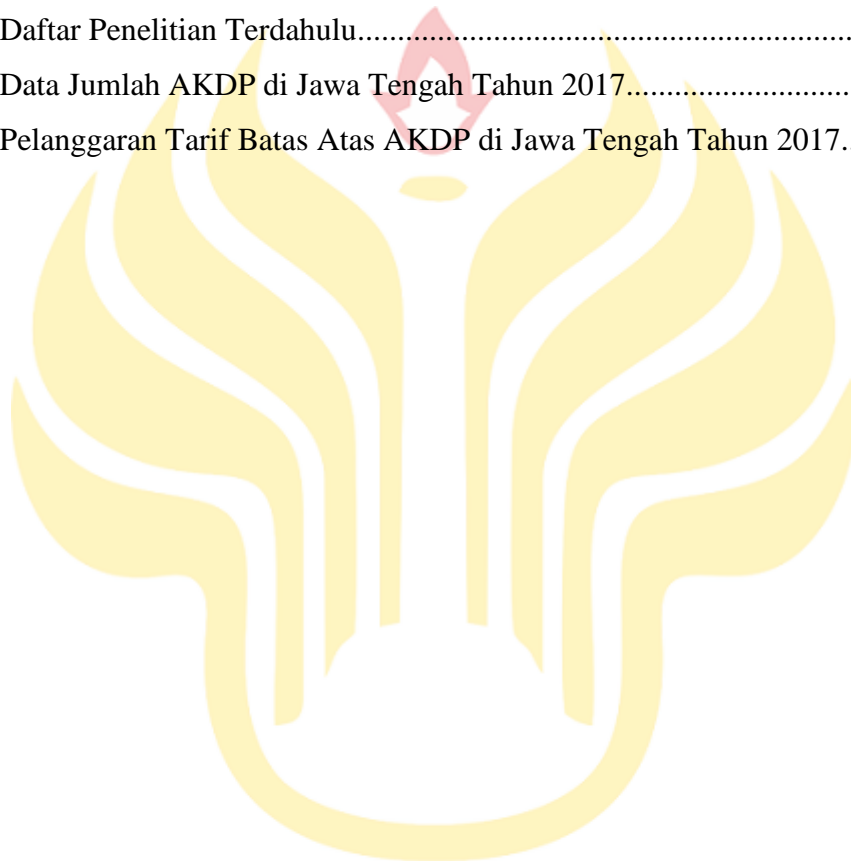 Daftar Penelitian Terdahulu..............................................................
Data Jumlah AKDP di Jawa Tengah Tahun 2017............................
Pelanggaran Tarif Batas Atas AKDP di Jawa Tengah Tahun 2017..